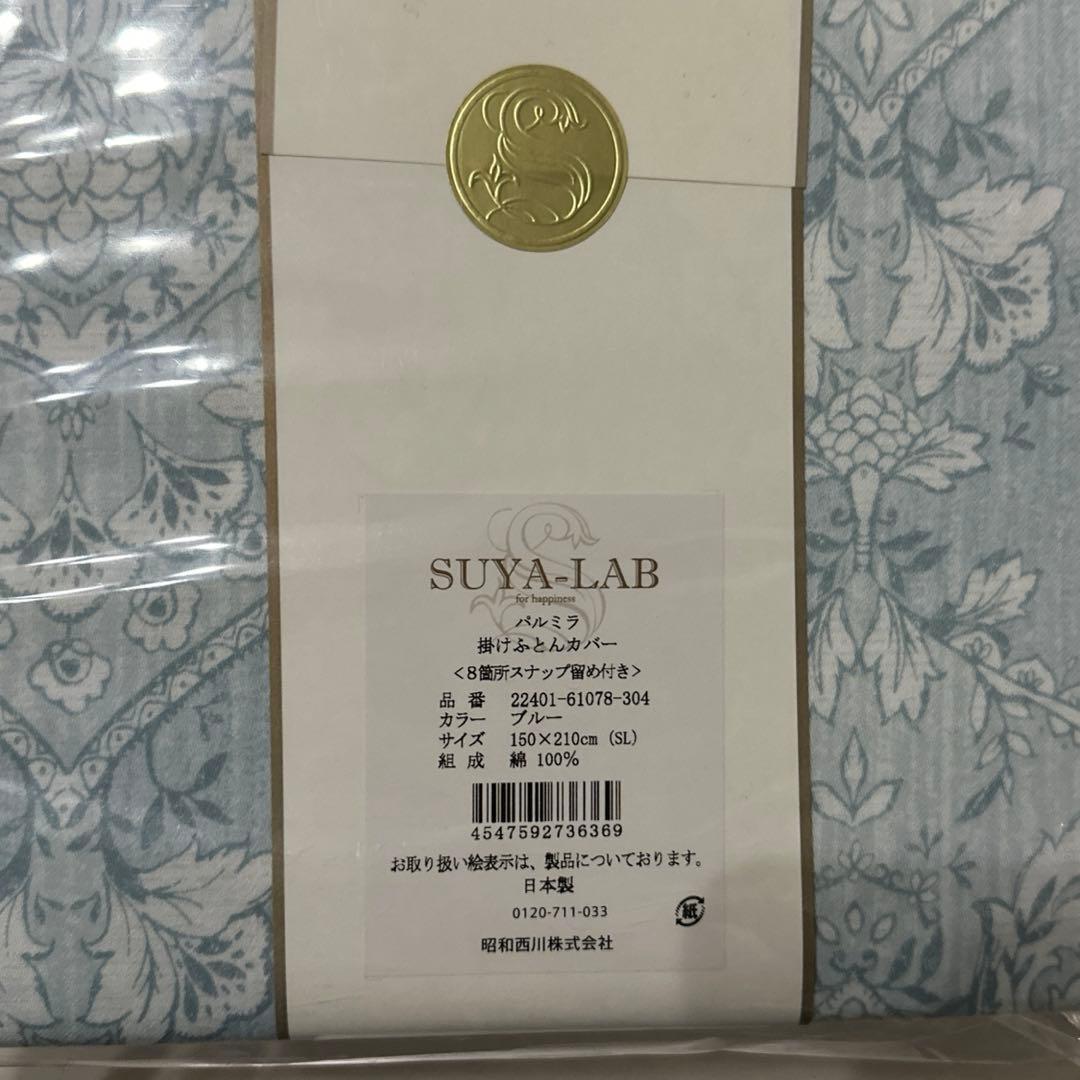 SUYA-LAB
for happiness
パルミラ
掛けふとんカバー
＜8箇所スナップ留め付き＞
品番 22401-61078-304
カラー ブルー
サイズ 150×210cm (SL)
組成 綿 100%
4547592736369
お取り扱い絵表示は、製品についております。
日本製
0120-711-033
紙
昭和西川株式会社